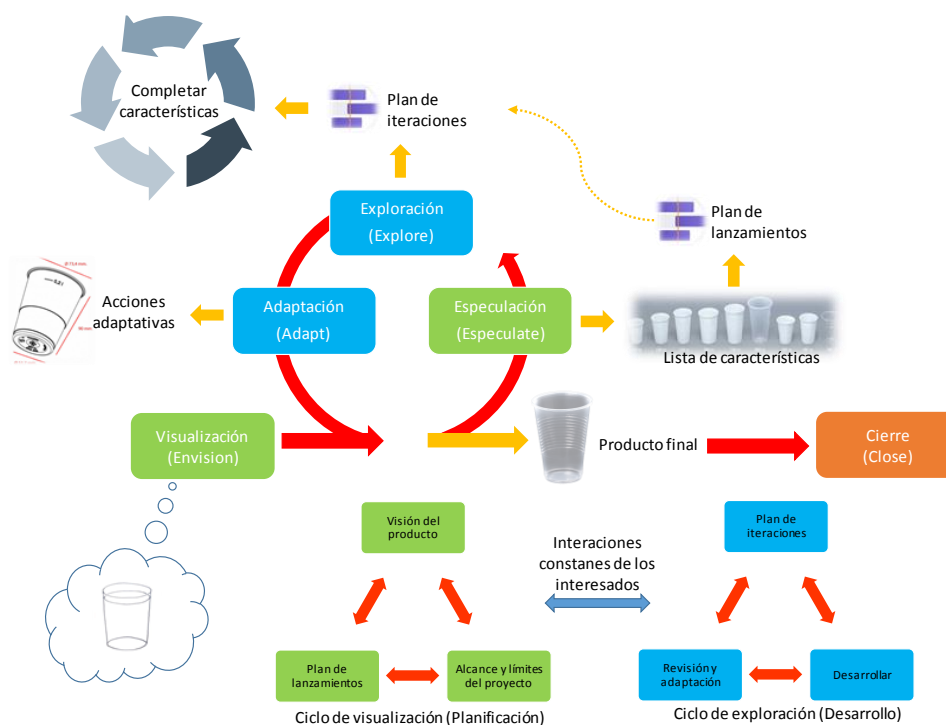 Completar
características
Plan de
iteraciones
Exploración
(Explore)
Plan de
lanzamientos
Acciones
adaptativas
Adaptación
(Adapt)
Especulación
(Especulate)
Lista de características
Visualización
(Envision)
Producto final
Cierre
(Close)
Visión del
producto
Interaciones
constanes de los
interesados
Plan de
iteraciones
Plan de
lanzamientos
Alcance y límites
del proyecto
Revisión y
adaptación
Desarrollar
Ciclo de visualización (Planificación)
Ciclo de exploración (Desarrollo)